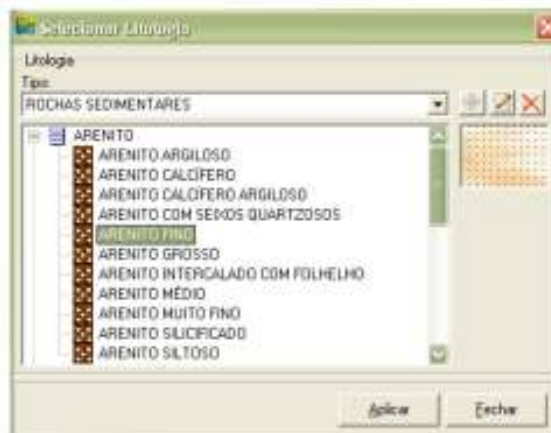 Selecionar Litologia
Litologia
Tipo:
ROCHAS SEDIMENTARES
ARENITO
ARENITO ARGILOSO
ARENITO CALCÍFERO
ARENITO CALCÍFERO ARGILOSO
ARENITO COM SEIXOS QUARTZOSOS
ARENITO FINO
ARENITO GROSSO
ARENITO INTERCALADO COM FOLHELHO
ARENITO MÉDIO
ARENITO MUITO FINO
ARENITO SILICIFICADO
ARENITO SILTOSO
Aplicar Fechar